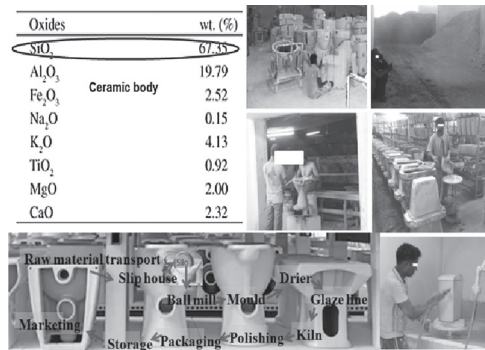 Oxides wt. (%)
SiO2 67.35
Al2O3 19.79
Ceramic body
Fe2O3 2.52
Na2O 0.15
K2O 4.13
TiO2 0.92
MgO 2.00
CaO 2.32
Raw material transport
Slip house
Drier
Ball mill Mould Glaze line
Marketing
Storage Packaging Polishing Kiln